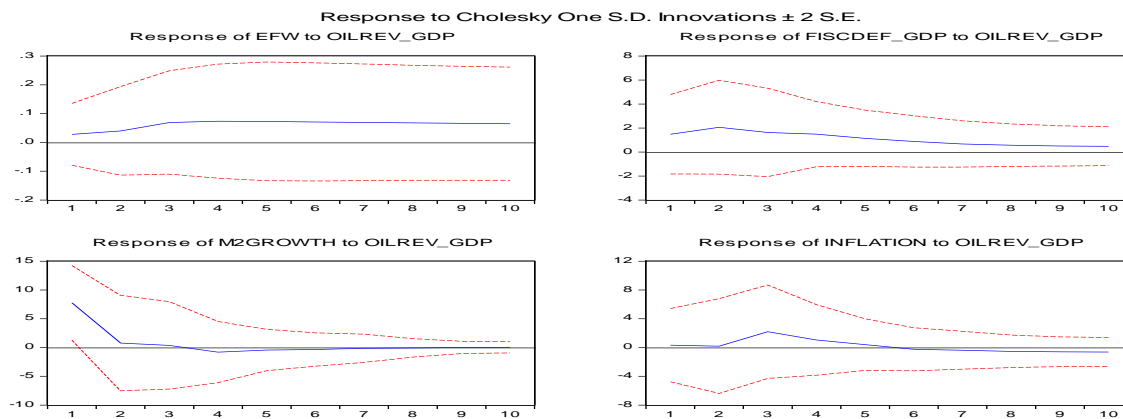 Response to Cholesky One S.D. Innovations ± 2 S.E.
Response of EFW to OILREV_GDP
.3
.2
.1
.0
-.1
-.2
1 2 3 4 5 6 7 8 9 10
Response of FISCDEF_GDP to OILREV_GDP
8
6
4
2
0
-2
-4
1 2 3 4 5 6 7 8 9 10
Response of M2GROWTH to OILREV_GDP
15
10
5
0
-5
-10
1 2 3 4 5 6 7 8 9 10
Response of INFLATION to OILREV_GDP
12
8
4
0
-4
-8
1 2 3 4 5 6 7 8 9 10